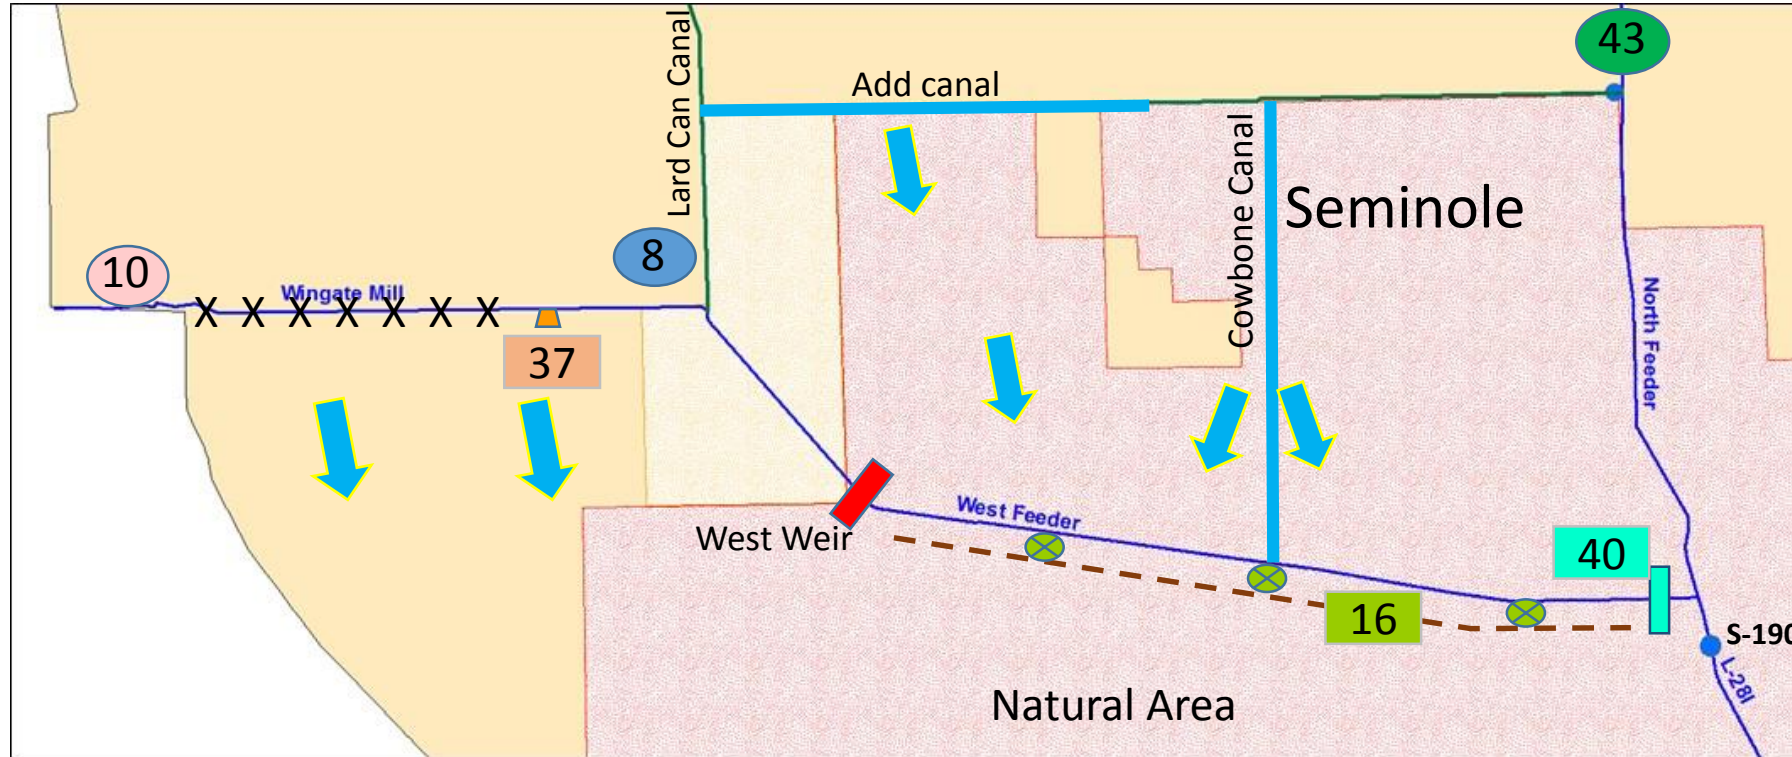 43
Add canal
Lard Can Canal
Cowbone Canal
Seminole
8
10
Wingate Mill
X X X X X X X
37
North Feeder
West Feeder
West Weir
40
16
S-190
L-28I
Natural Area